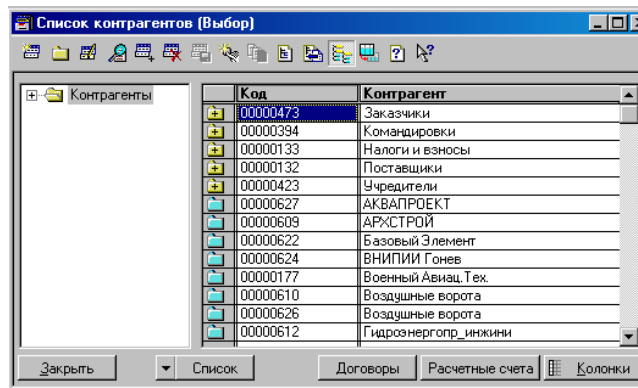 Список контрагентов (Выбор)
Контрагенты
Код Контрагент
00000473 Заказчики
00000394 Командировки
00000133 Налоги и взносы
00000132 Поставщики
00000423 Учредители
00000627 АКВАПРОЕКТ
00000609 АРХСТРОЙ
00000622 Базовый Элемент
00000624 ВНИПИИ Гонев
00000177 Военный Авиац.Тех.
00000610 Воздушные ворота
00000626 Воздушные ворота
00000612 Гидроэнергопр_инжини
Закрыть Список Договоры Расчетные счета Колонки